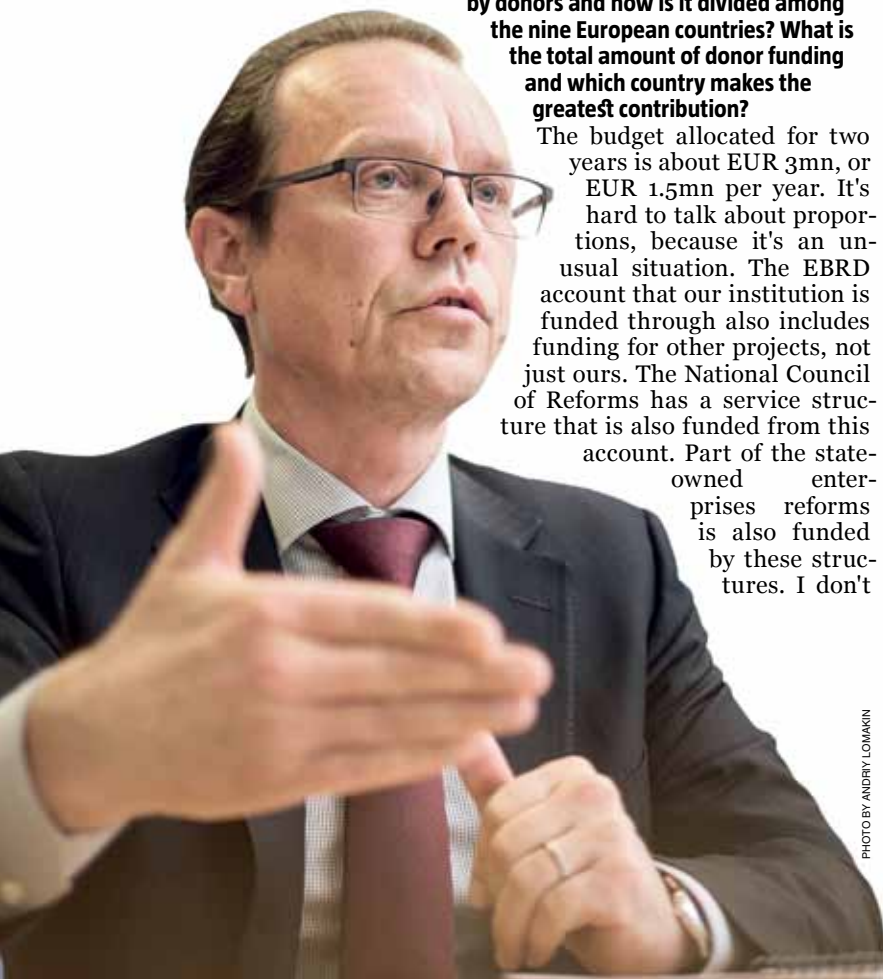 by donors and how is it divided among
the nine European countries? What is
the total amount of donor funding
and which country makes the
greatest contribution?
The budget allocated for two
years is about EUR 3mn, or
EUR 1.5mn per year. It's
hard to talk about propor-
tions, because it's an un-
usual situation. The EBRD
account that our institution is
funded through also includes
funding for other projects, not
just ours. The National Council
of Reforms has a service struc-
ture that is also funded from this
account. Part of the state-
owned enter-
prises reforms
is also funded
by these struc-
tures. I don't
PHOTO BY ANDRIY LOMAKIN